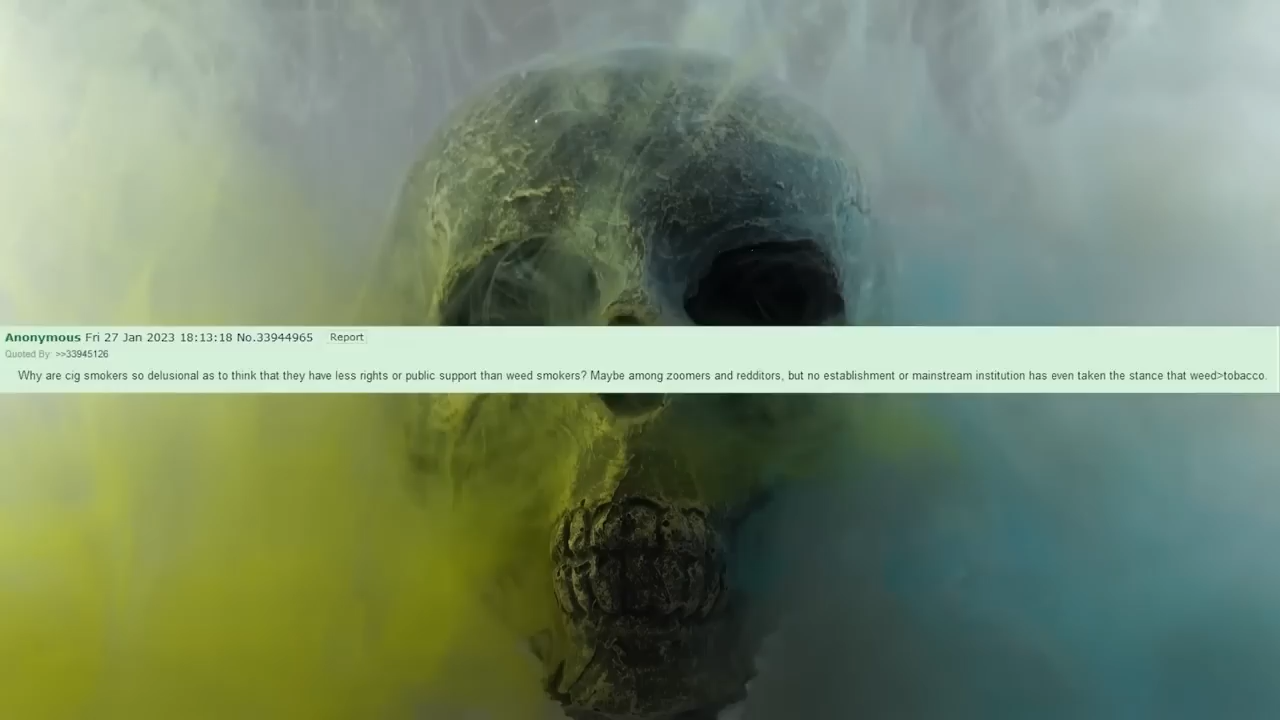 Anonymous Fri 27 Jan 2023 18:13:18 No.33944965 Report
Quoted By: >>33945126
Why are cig smokers so delusional as to think that they have less rights or public support than weed smokers? Maybe among zoomers and redditors, but no establishment or mainstream institution has even taken the stance that weed>tobacco.